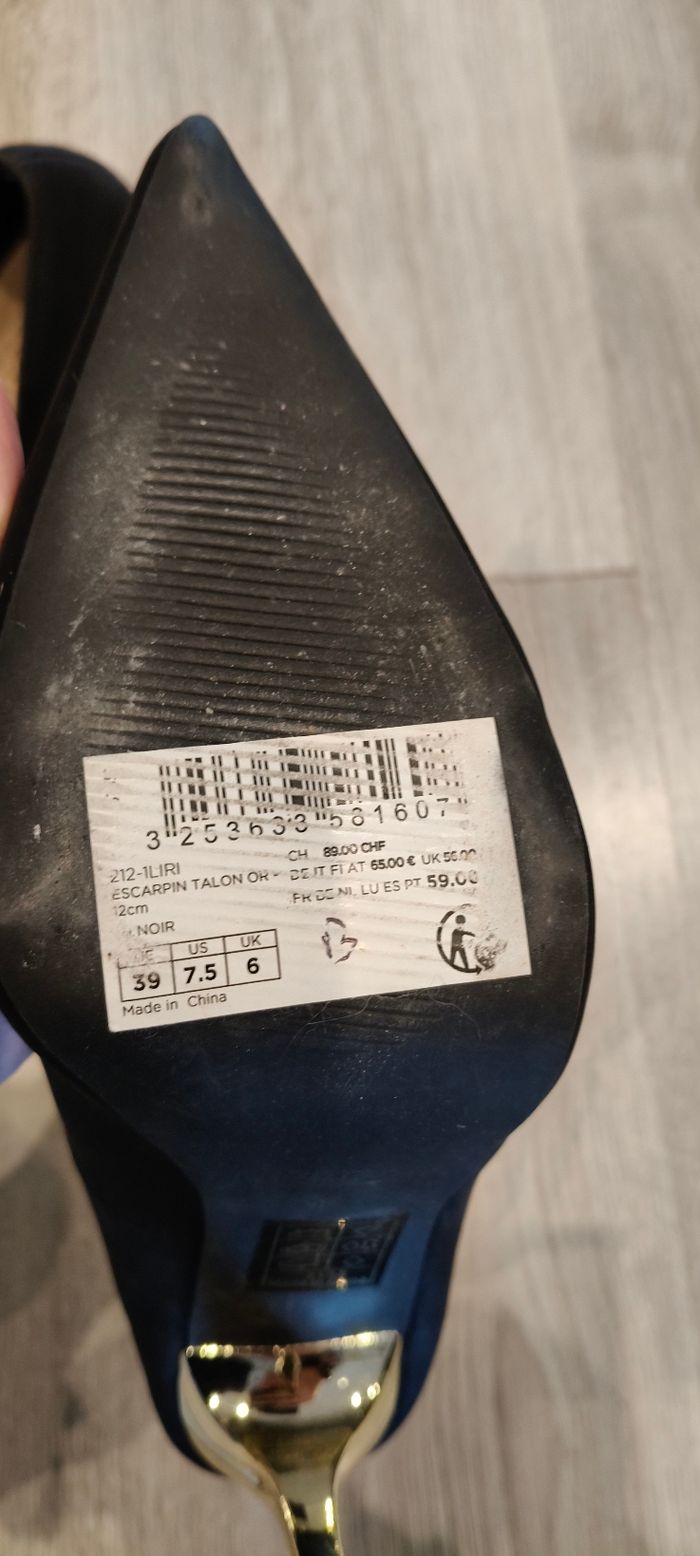 3 253633 581607
212-1LIRI
ESCARPIN TALON OR -
12cm
NOIR
CH 89.00 CHF
BE IT FI AT 65.00 € UK 56.00
FR DE NL LU ES PT 59.00
US UK
39 7.5 6
Made in China